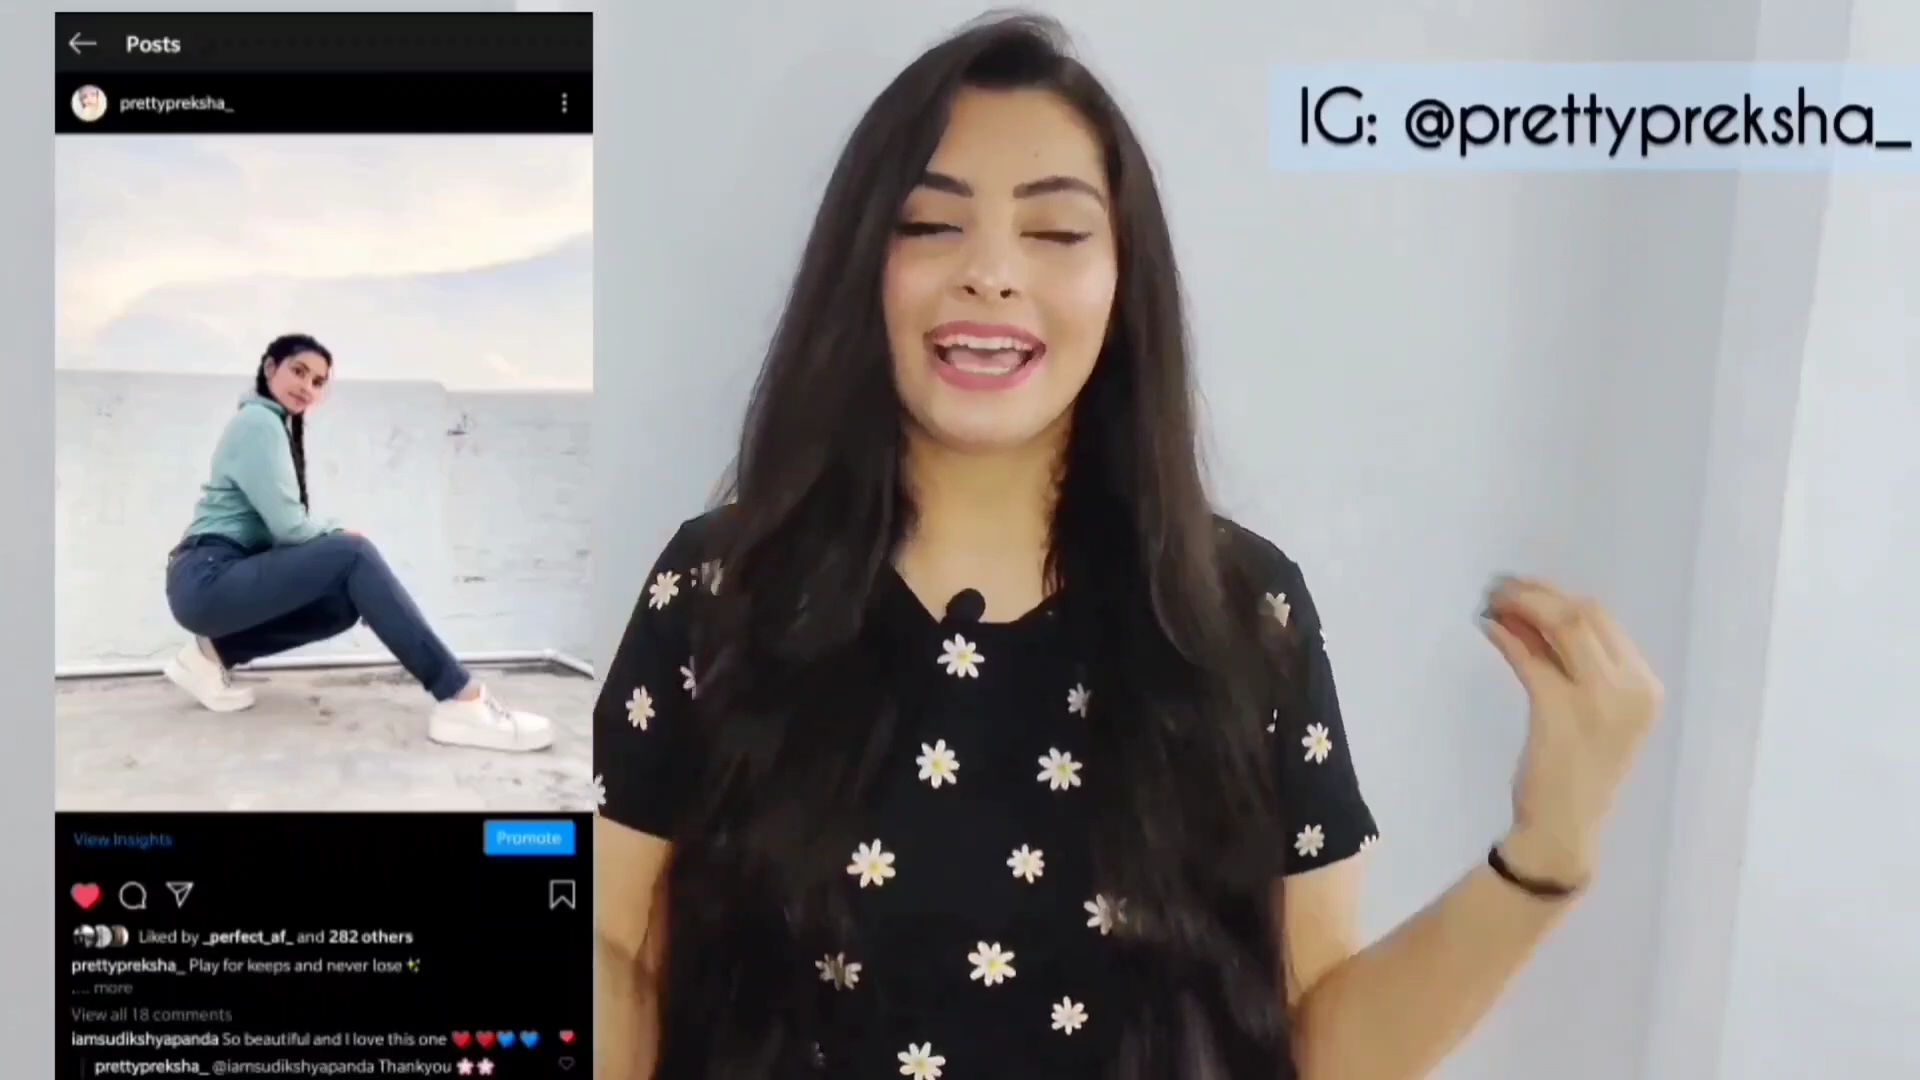 Posts
prettypreksha_
IG: @prettypreksha_
View Insights
Promote
Liked by _perfect_af_ and 282 others
prettypreksha_ Play for keeps and never lose✨
.... more
View all 18 comments
iamsudikshyapanda So beautiful and I love this one ❤️❤️💙💙
prettypreksha_ @iamsudikshyapanda Thankyou 🌸🌸